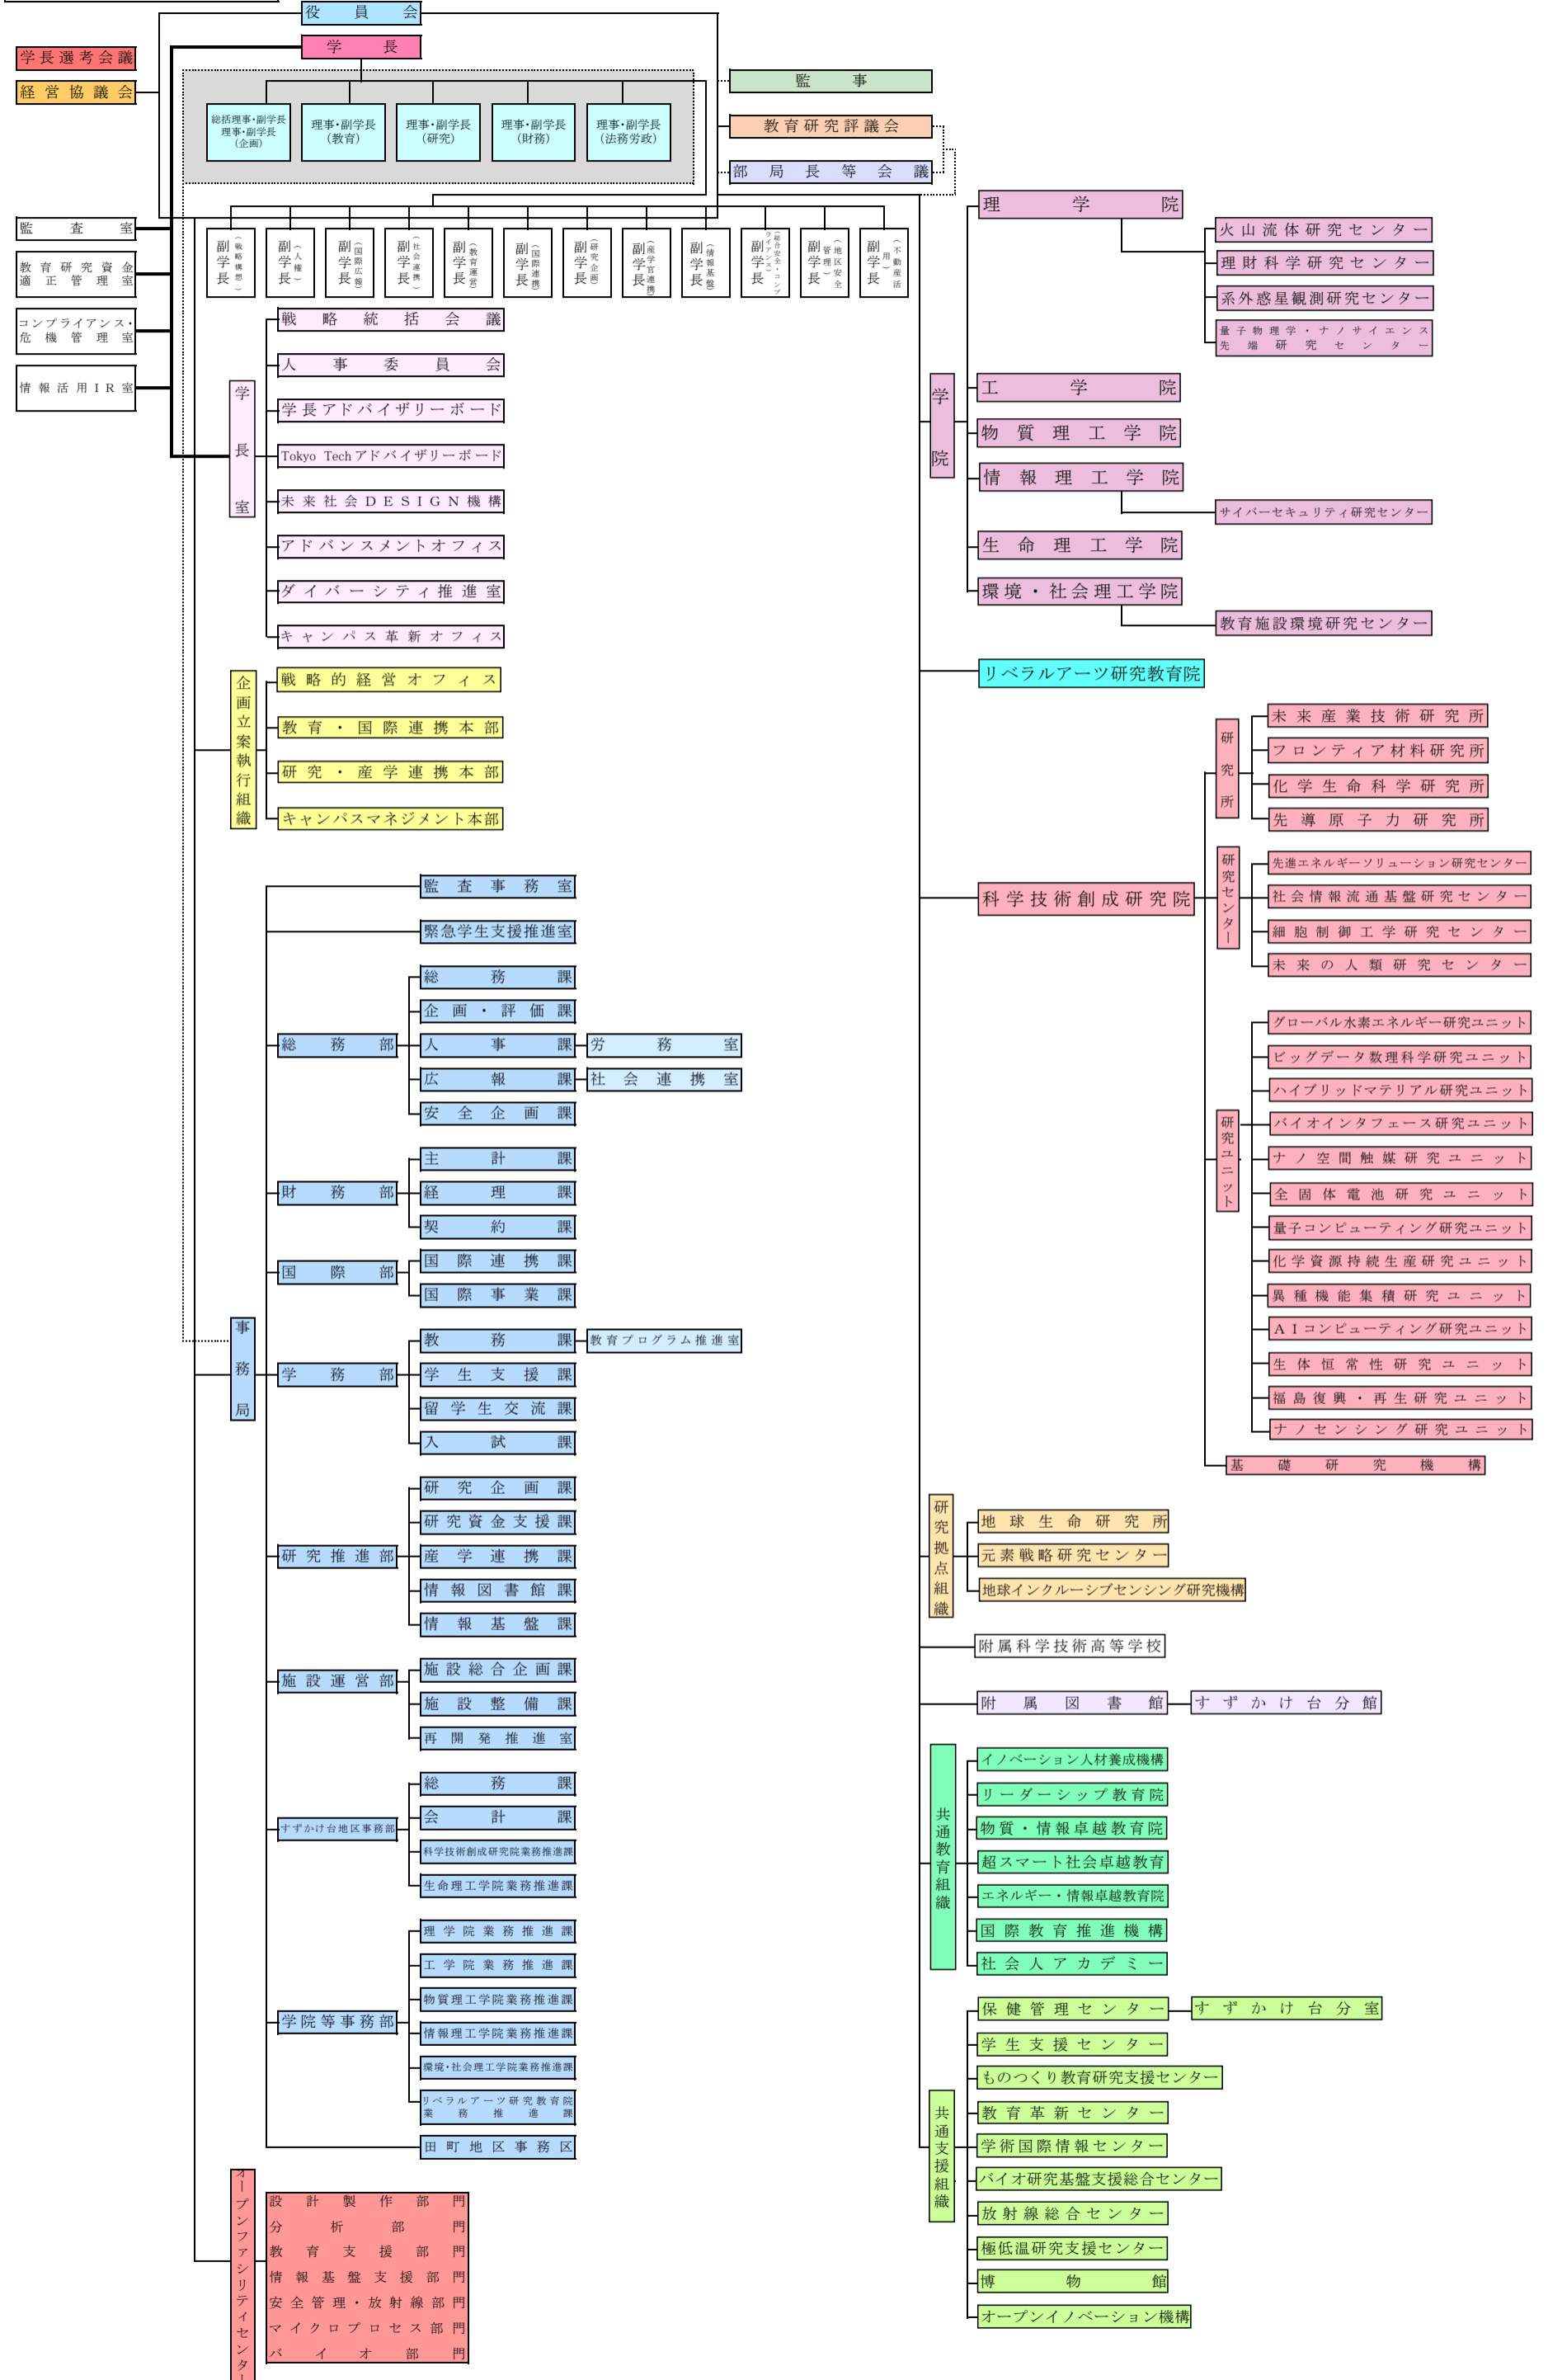 役員会
学長
学長選考会議
経営協議会
監事
教育研究評議会
部局長等会議
総括理事・副学長
理事・副学長
(企画)
理事・副学長
(教育)
理事・副学長
(研究)
理事・副学長
(財務)
理事・副学長
(法務労政)
監査室
教育研究資金
適正管理室
コンプライアンス・
危機管理室
情報活用IR室
副学長(戦略構想)
副学長(人権)
副学長(国際広報)
副学長(社会連携)
副学長(教育運営)
副学長(国際連携)
副学長(研究企画)
副学長(産学官連携)
副学長(情報基盤)
副学長(総合安全・コンプライアンス)
副学長(地区安全管理)
副学長(不動産活用)
学長室
戦略統括会議
人事委員会
学長アドバイザリーボード
Tokyo Techアドバイザリーボード
未来社会DESIGN機構
アドバンスメントオフィス
ダイバーシティ推進室
キャンパス革新オフィス
企画立案執行組織
戦略的経営オフィス
教育・国際連携本部
研究・産学連携本部
キャンパスマネジメント本部
事務局
監査事務室
緊急学生支援推進室
総務部
総務課
企画・評価課
人事課
労務室
広報課
社会連携室
安全企画課
財務部
主計課
経理課
契約課
国際部
国際連携課
国際事業課
学務部
教務課
教育プログラム推進室
学生支援課
留学生交流課
入試課
研究推進部
研究企画課
研究資金支援課
産学連携課
情報図書館課
情報基盤課
施設運営部
施設総合企画課
施設整備課
再開発推進室
すずかけ台地区事務部
総務課
会計課
科学技術創成研究院業務推進課
生命理工学院業務推進課
学院等事務部
理学院業務推進課
工学院業務推進課
物質理工学院業務推進課
情報理工学院業務推進課
環境・社会理工学院業務推進課
リベラルアーツ研究教育院
業務推進課
田町地区事務区
オープンファシリティセンター
設計製作部門
分析部門
教育支援部門
情報基盤支援部門
安全管理・放射線部門
マイクロプロセス部門
バイオ部門
学院
理学院
火山流体研究センター
理財科学研究センター
系外惑星観測研究センター
量子物理学・ナノサイエンス
先端研究センター
工学院
物質理工学院
情報理工学院
サイバーセキュリティ研究センター
生命理工学院
環境・社会理工学院
教育施設環境研究センター
リベラルアーツ研究教育院
科学技術創成研究院
研究所
未来産業技術研究所
フロンティア材料研究所
化学生命科学研究所
先導原子力研究所
研究センター
先進エネルギーソリューション研究センター
社会情報流通基盤研究センター
細胞制御工学研究センター
未来の人類研究センター
研究ユニット
グローバル水素エネルギー研究ユニット
ビッグデータ数理科学研究ユニット
ハイブリッドマテリアル研究ユニット
バイオインタフェース研究ユニット
ナノ空間触媒研究ユニット
全固体電池研究ユニット
量子コンピューティング研究ユニット
化学資源持続生産研究ユニット
異種機能集積研究ユニット
AIコンピューティング研究ユニット
生体恒常性研究ユニット
福島復興・再生研究ユニット
ナノセンシング研究ユニット
基礎研究機構
研究拠点組織
地球生命研究所
元素戦略研究センター
地球インクルーシブセンシング研究機構
附属科学技術高等学校
附属図書館
すずかけ台分館
共通教育組織
イノベーション人材養成機構
リーダーシップ教育院
物質・情報卓越教育院
超スマート社会卓越教育
エネルギー・情報卓越教育院
国際教育推進機構
社会人アカデミー
共通支援組織
保健管理センター
すずかけ台分室
学生支援センター
ものつくり教育研究支援センター
教育革新センター
学術国際情報センター
バイオ研究基盤支援総合センター
放射線総合センター
極低温研究支援センター
博物館
オープンイノベーション機構